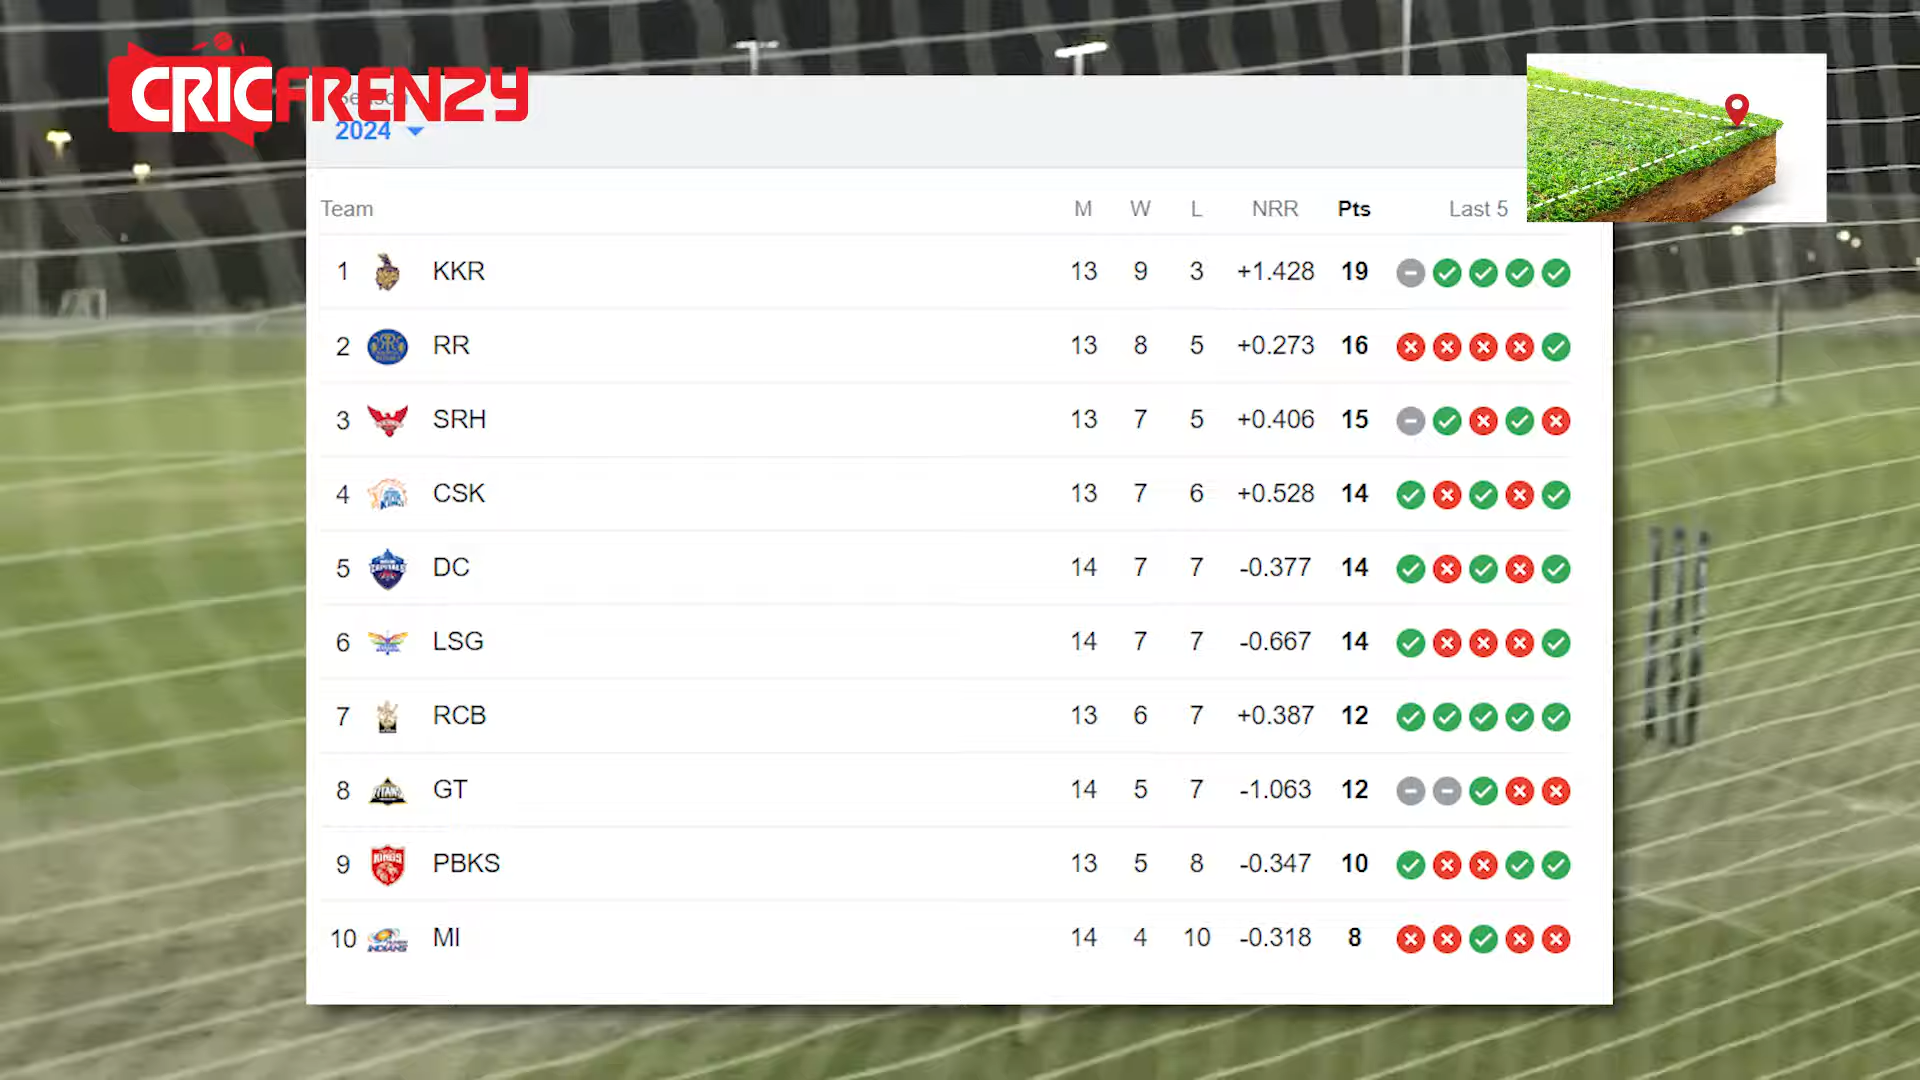 CRICFRENZY
Season
2024
Team M W L NRR Pts Last 5
1 KKR 13 9 3 +1.428 19
2 RR 13 8 5 +0.273 16
3 SRH 13 7 5 +0.406 15
4 CSK 13 7 6 +0.528 14
5 DC 14 7 7 -0.377 14
6 LSG 14 7 7 -0.667 14
7 RCB 13 6 7 +0.387 12
8 GT 14 5 7 -1.063 12
9 PBKS 13 5 8 -0.347 10
10 MI 14 4 10 -0.318 8